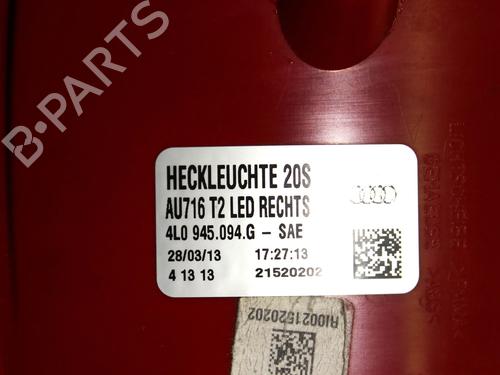 B-PARTS
HECKLEUCHTE 20S
AU716 T2 LED RECHTS
4L0 945.094.G - SAE
28/03/13 17:27:13
4 13 13 21520202
RI0021520202